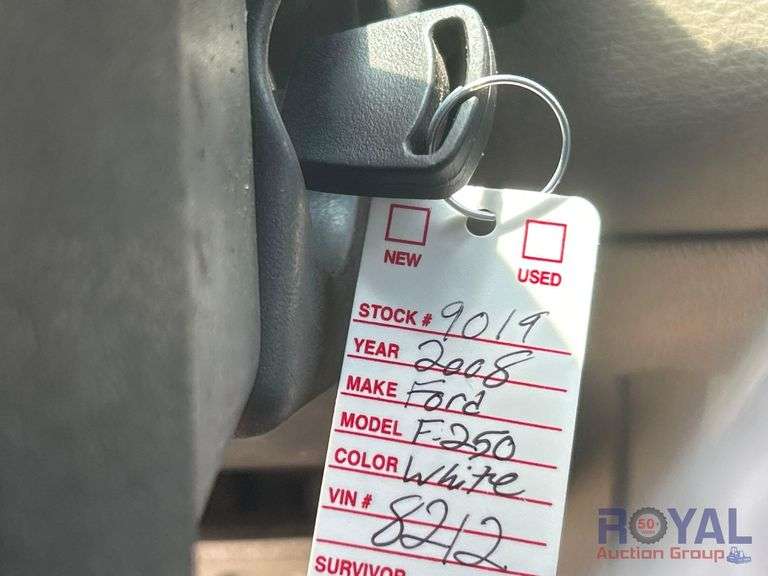 NEW
USED
STOCK # 9019
YEAR 2008
MAKE Ford
MODEL F-250
COLOR White
VIN # 8212
SURVIVOR
50
ROYAL
Auction Group